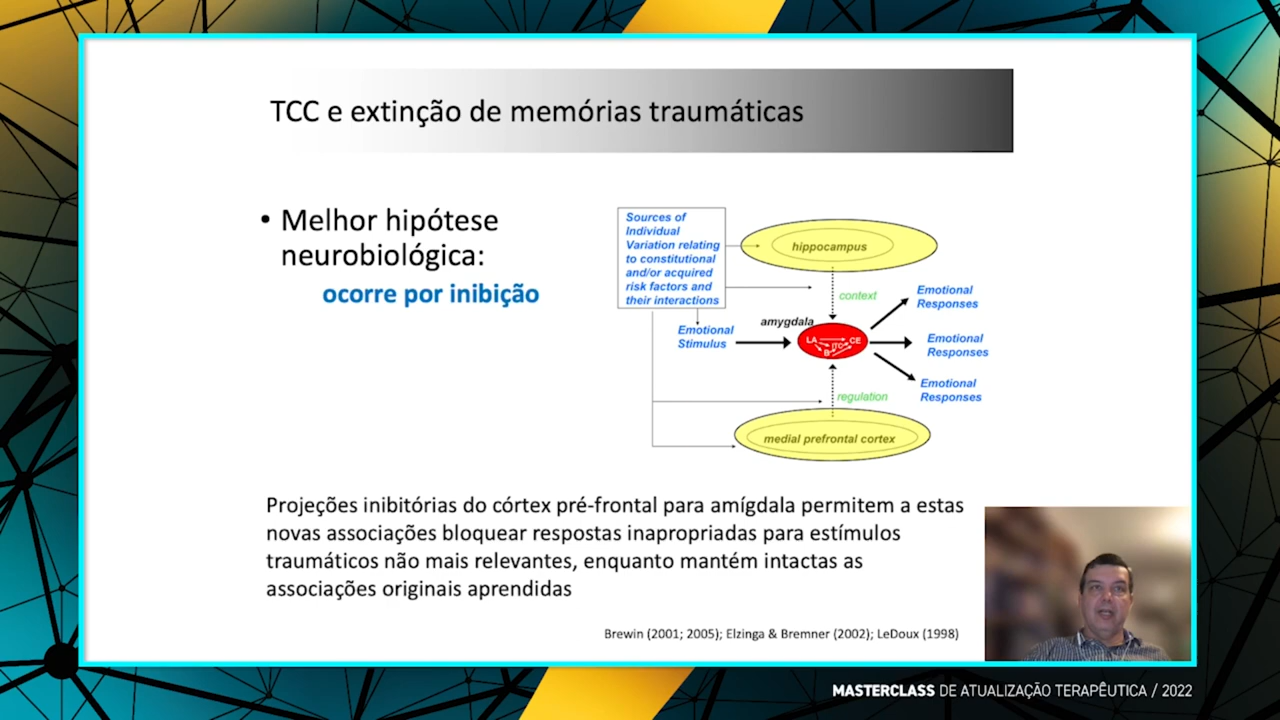 TCC e extinção de memórias traumáticas
• Melhor hipótese
neurobiológica:
ocorre por inibição
Sources of
Individual
Variation relating
to constitutional
and/or acquired
risk factors and
their interactions
hippocampus
context
Emotional
Responses
amygdala
Emotional
Stimulus
LA
CE
ITC
B
Emotional
Responses
Emotional
Responses
regulation
medial prefrontal cortex
Projeções inibitórias do córtex pré-frontal para amígdala permitem a estas
novas associações bloquear respostas inapropriadas para estímulos
traumáticos não mais relevantes, enquanto mantém intactas as
associações originais aprendidas
Brewin (2001; 2005); Elzinga & Bremner (2002); LeDoux (1998)
MASTERCLASS DE ATUALIZAÇÃO TERAPÊUTICA / 2022